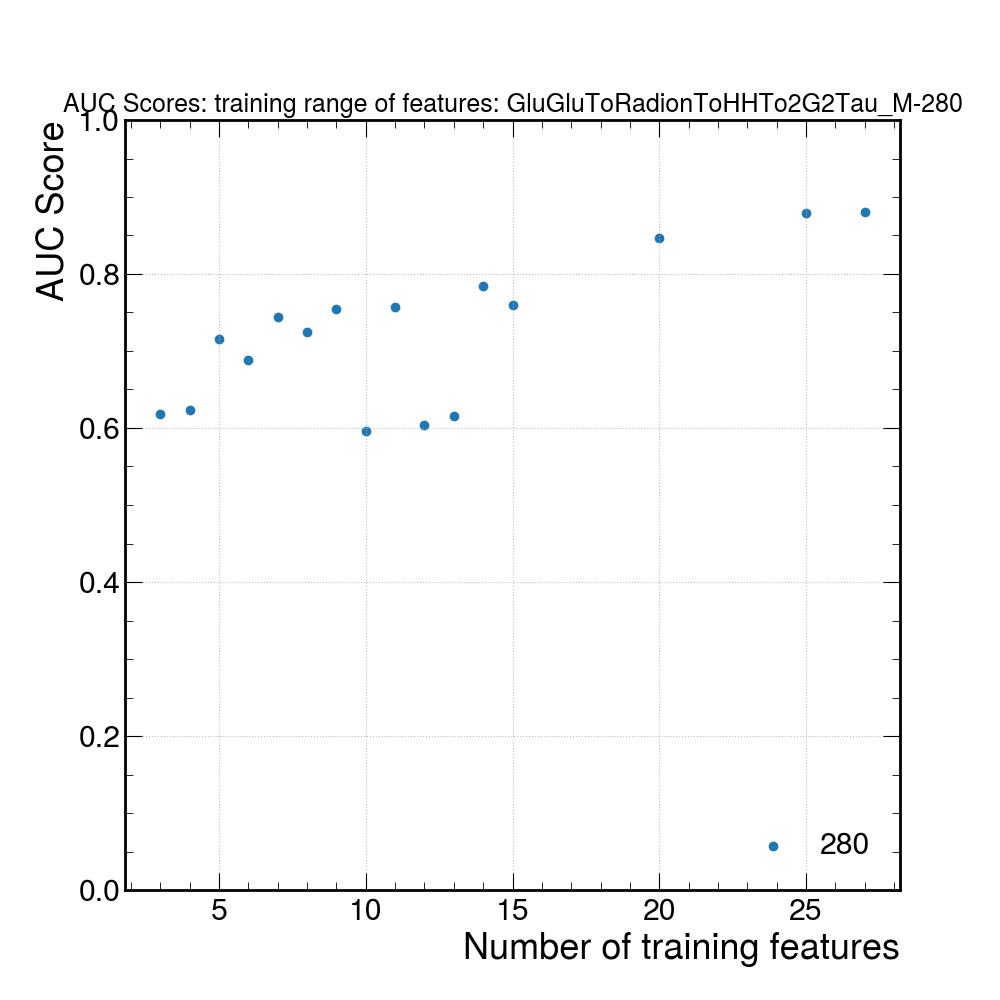 AUC Scores: training range of features: GluGluToRadionToHHTo2G2Tau_M-280
AUC Score
1.0
0.8
0.6
0.4
0.2
0.0
280
5 10 15 20 25
Number of training features